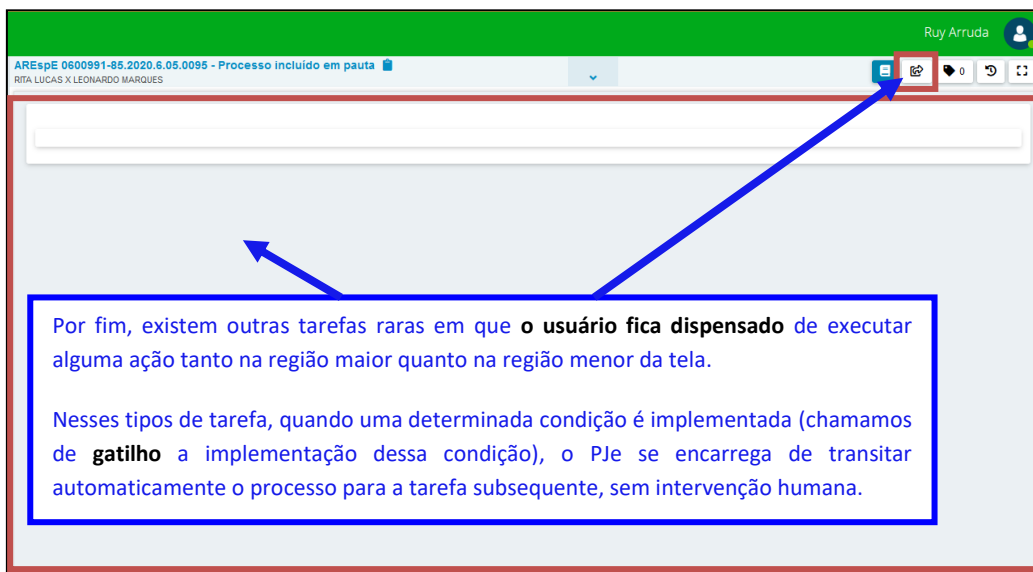 Ruy Arruda
AREspE 0600991-85.2020.6.05.0095 - Processo incluído em pauta
RITA LUCAS X LEONARDO MARQUES
0
Por fim, existem outras tarefas raras em que o usuário fica dispensado de executar
alguma ação tanto na região maior quanto na região menor da tela.
Nesses tipos de tarefa, quando uma determinada condição é implementada (chamamos
de gatilho a implementação dessa condição), o PJe se encarrega de transitar
automaticamente o processo para a tarefa subsequente, sem intervenção humana.